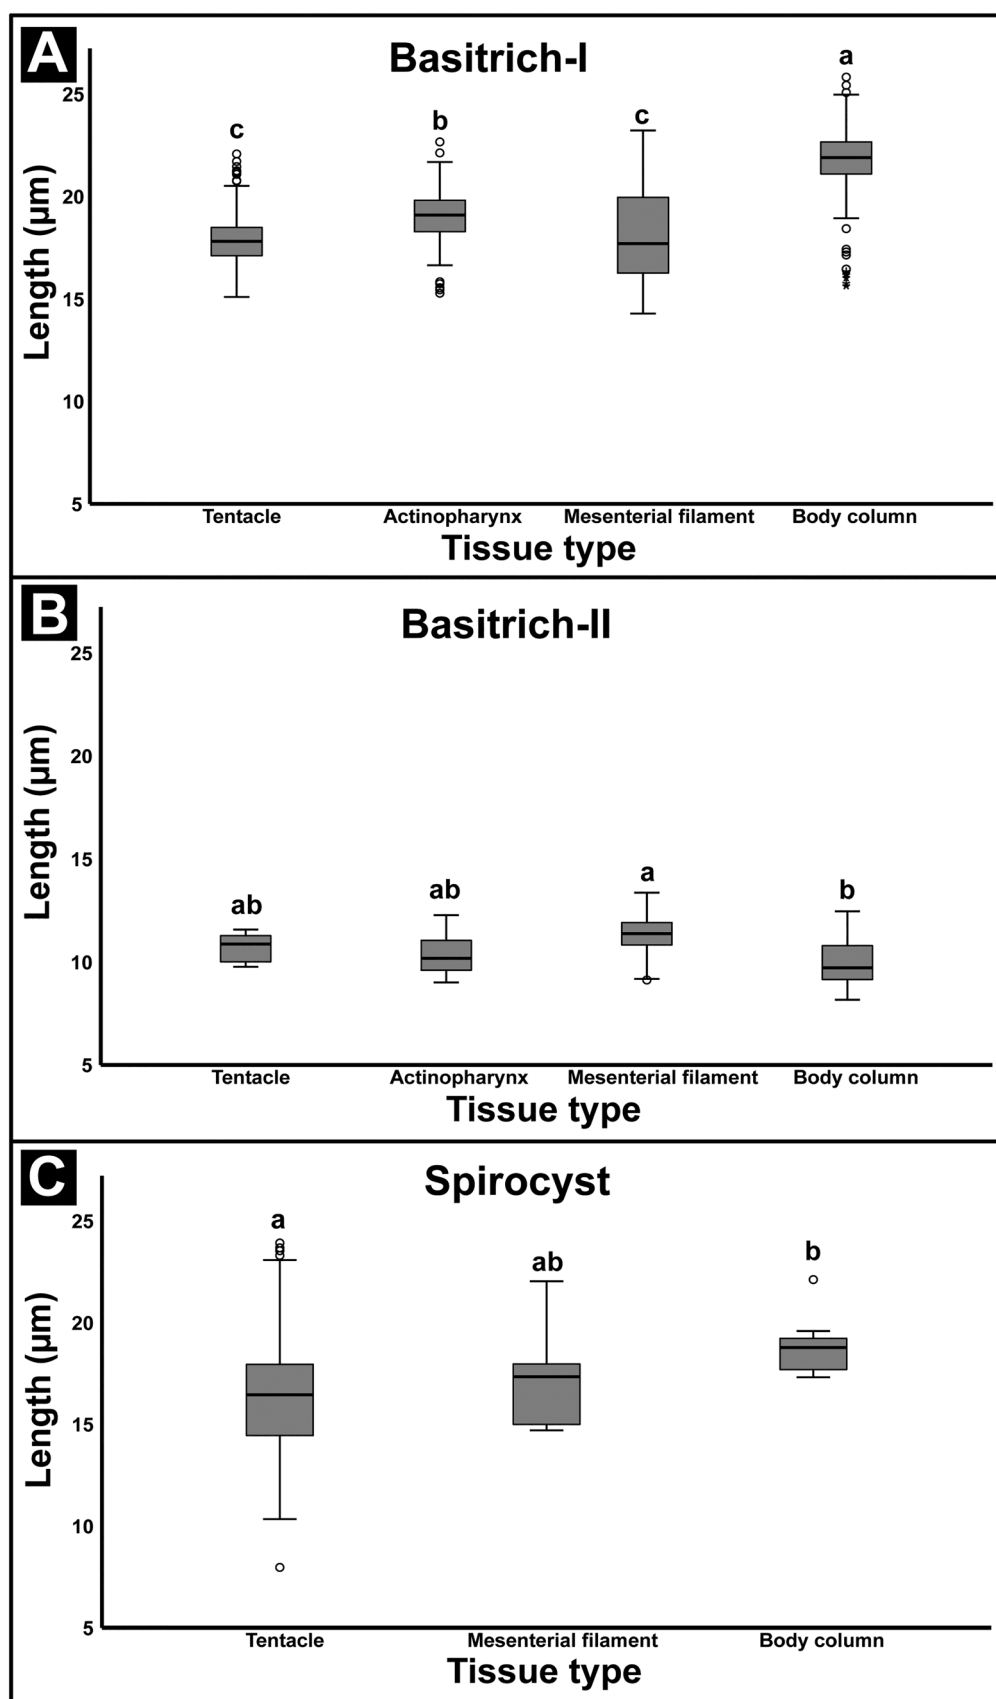 A
Basitrich-I
Length (µm)
25
20
15
10
5
c
b
c
a
Tentacle
Actinopharynx
Mesenterial filament
Body column
Tissue type
B
Basitrich-II
Length (µm)
25
20
15
10
5
ab
ab
a
b
Tentacle
Actinopharynx
Mesenterial filament
Body column
Tissue type
C
Spirocyst
Length (µm)
25
20
15
10
5
a
ab
b
Tentacle
Mesenterial filament
Body column
Tissue type